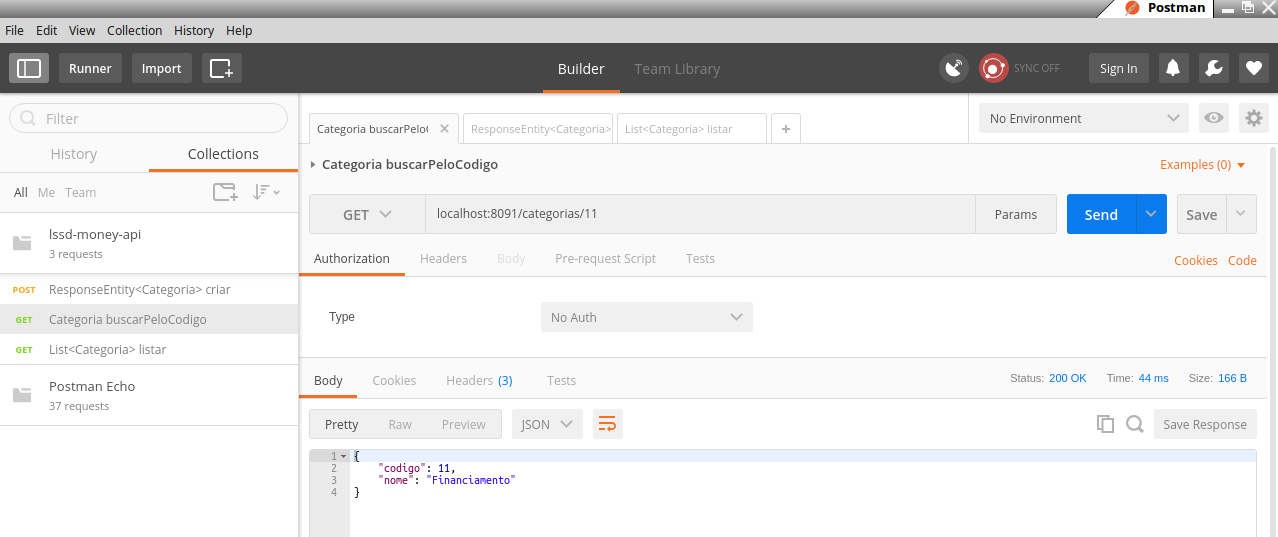 Postman
File Edit View Collection History Help
Runner Import Builder Team Library SYNC OFF Sign In
Filter
History Collections
All Me Team
lssd-money-api
3 requests
POST ResponseEntity<Categoria> criar
GET Categoria buscarPeloCodigo
GET List<Categoria> listar
Postman Echo
37 requests
Categoria buscarPelo( ResponseEntity<Categoria> List<Categoria> listar No Environment
Categoria buscarPeloCodigo Examples (0)
GET localhost:8091/categorias/11 Params Send Save
Authorization Headers Body Pre-request Script Tests Cookies Code
Type No Auth
Body Cookies Headers (3) Tests Status: 200 OK Time: 44 ms Size: 166 B
Pretty Raw Preview JSON Save Response
1 {
2 "codigo": 11,
3 "nome": "Financiamento"
4 }